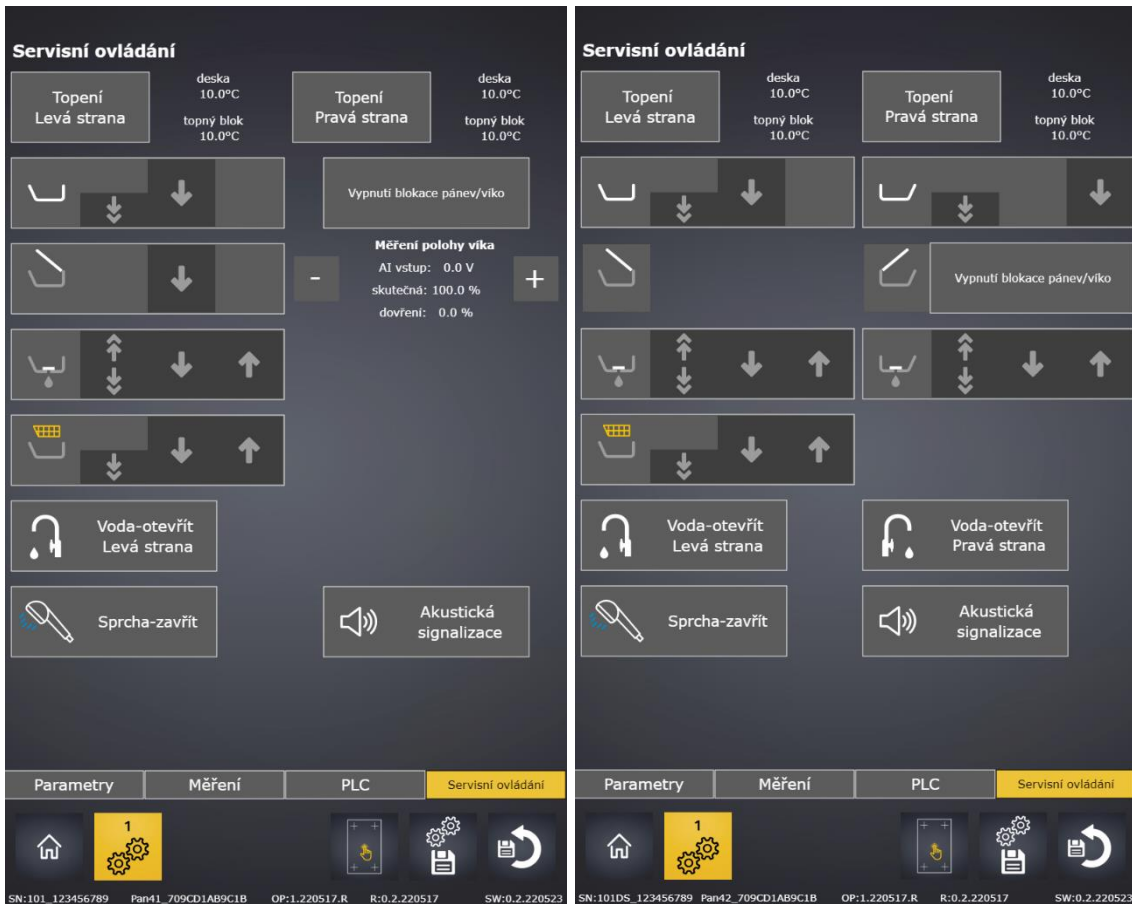 Servisní ovládání
Topení
Levá strana
deska
10.0°C
topný blok
10.0°C
Topení
Pravá strana
deska
10.0°C
topný blok
10.0°C
Vypnutí blokace pánev/víko
Měření polohy víka
-
AI vstup: 0.0 V
skutečná: 100.0 %
dovření: 0.0 %
+
Voda-otevřít
Levá strana
Sprcha-zavřít
Akustická
signalizace
Parametry
Měření
PLC
Servisní ovládání
1
SN:101_123456789 Pan41_709CD1AB9C1B OP:1.220517.R R:0.2.220517 SW:0.2.220523
Servisní ovládání
Topení
Levá strana
deska
10.0°C
topný blok
10.0°C
Topení
Pravá strana
deska
10.0°C
topný blok
10.0°C
Vypnutí blokace pánev/víko
Voda-otevřít
Levá strana
Voda-otevřít
Pravá strana
Sprcha-zavřít
Akustická
signalizace
Parametry
Měření
PLC
Servisní ovládání
1
SN:101DS_123456789 Pan42_709CD1AB9C1B OP:1.220517.R R:0.2.220517 SW:0.2.220523